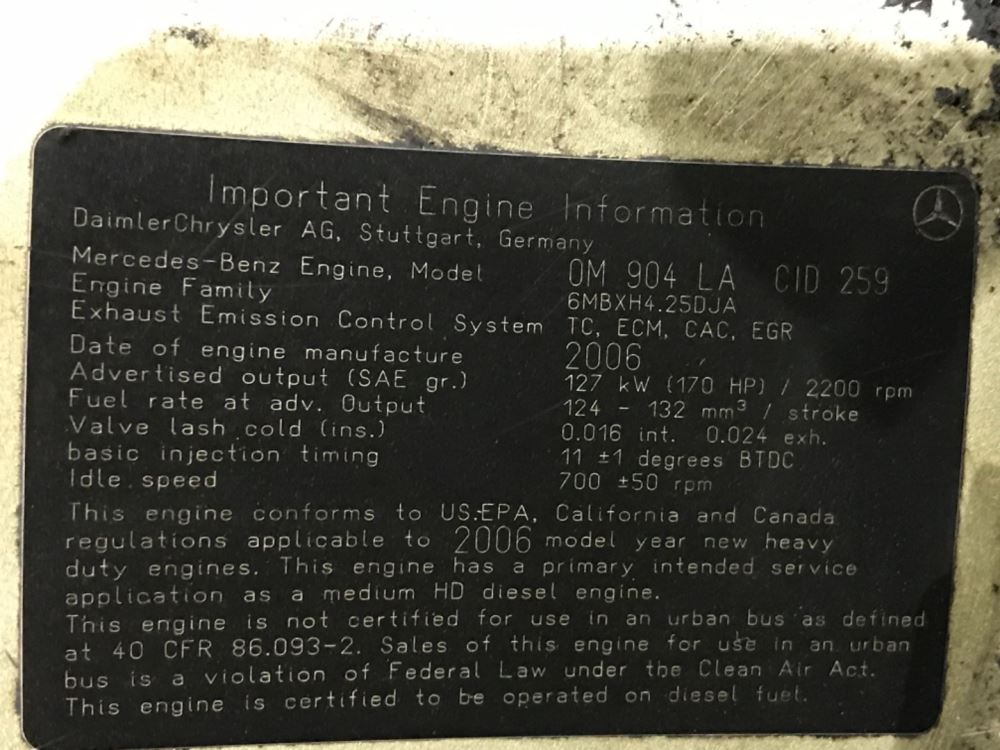 Important Engine Information
DaimlerChrysler AG, Stuttgart, Germany
Mercedes-Benz Engine, Model OM 904 LA CID 259
Engine Family 6MBXH4.25DJA
Exhaust Emission Control System TC, ECM, CAC, EGR
Date of engine manufacture 2006
Advertised output (SAE gr.) 127 kW (170 HP) / 2200 rpm
Fuel rate at adv. Output 124 - 132 mm³ / stroke
Valve lash cold (ins.) 0.016 int. 0.024 exh.
basic injection timing 11 ±1 degrees BTDC
Idle speed 700 ±50 rpm
This engine conforms to US.EPA, California and Canada
regulations applicable to 2006 model year new heavy
duty engines. This engine has a primary intended service
application as a medium HD diesel engine.
This engine is not certified for use in an urban bus as defined
at 40 CFR 86.093-2. Sales of this engine for use in an urban
bus is a violation of Federal Law under the Clean Air Act.
This engine is certified to be operated on diesel fuel.